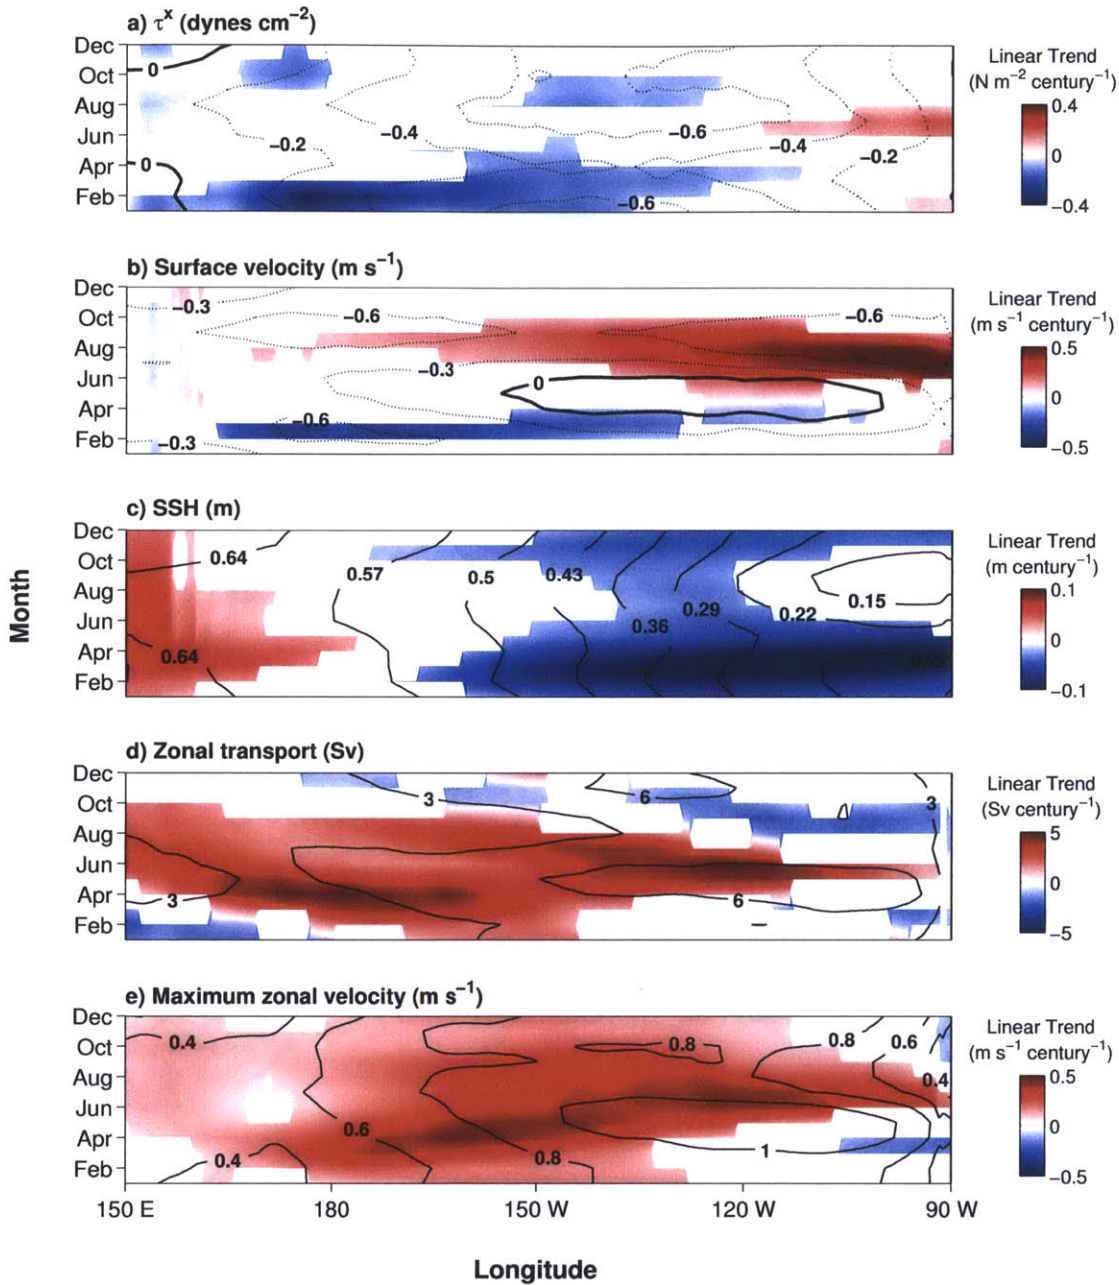 a) τˣ (dynes cm⁻²)
Dec
Oct
Aug
Jun
Apr
Feb
0
0
−0.2
−0.4
−0.6
−0.4
−0.2
−0.6
Linear Trend
(N m⁻² century⁻¹)
0.4
0
−0.4
b) Surface velocity (m s⁻¹)
Dec
Oct
Aug
Jun
Apr
Feb
−0.3
−0.6
−0.6
−0.3
0
−0.6
−0.3
Linear Trend
(m s⁻¹ century⁻¹)
0.5
0
−0.5
c) SSH (m)
Month
Dec
Oct
Aug
Jun
Apr
Feb
0.64
0.57
0.5
0.43
0.29
0.15
0.22
0.36
0.64
Linear Trend
(m century⁻¹)
0.1
0
−0.1
d) Zonal transport (Sv)
Dec
Oct
Aug
Jun
Apr
Feb
3
6
3
3
6
Linear Trend
(Sv century⁻¹)
5
0
−5
e) Maximum zonal velocity (m s⁻¹)
Dec
Oct
Aug
Jun
Apr
Feb
0.4
0.8
0.8
0.6
0.4
0.6
0.4
0.8
1
Linear Trend
(m s⁻¹ century⁻¹)
0.5
0
−0.5
150 E
180
150 W
120 W
90 W
Longitude